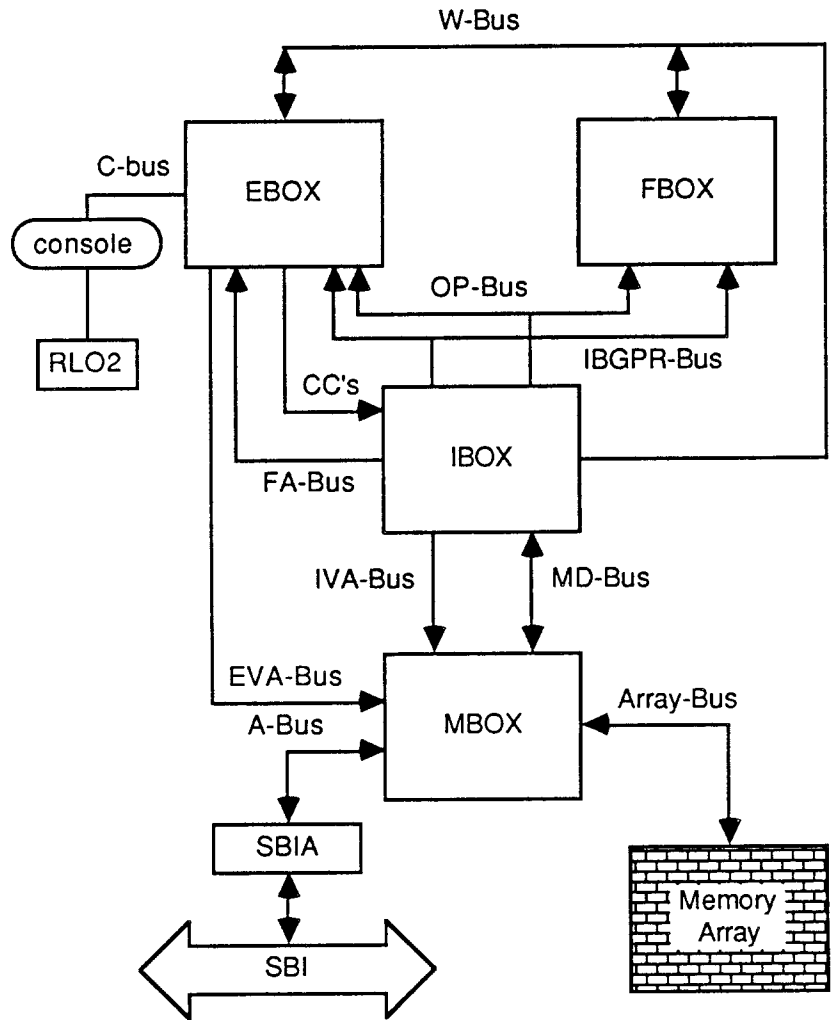 W-Bus
C-bus
EBOX
FBOX
console
OP-Bus
RLO2
IBGPR-Bus
CC's
FA-Bus
IBOX
IVA-Bus
MD-Bus
EVA-Bus
Array-Bus
A-Bus
MBOX
SBIA
Memory
Array
SBI